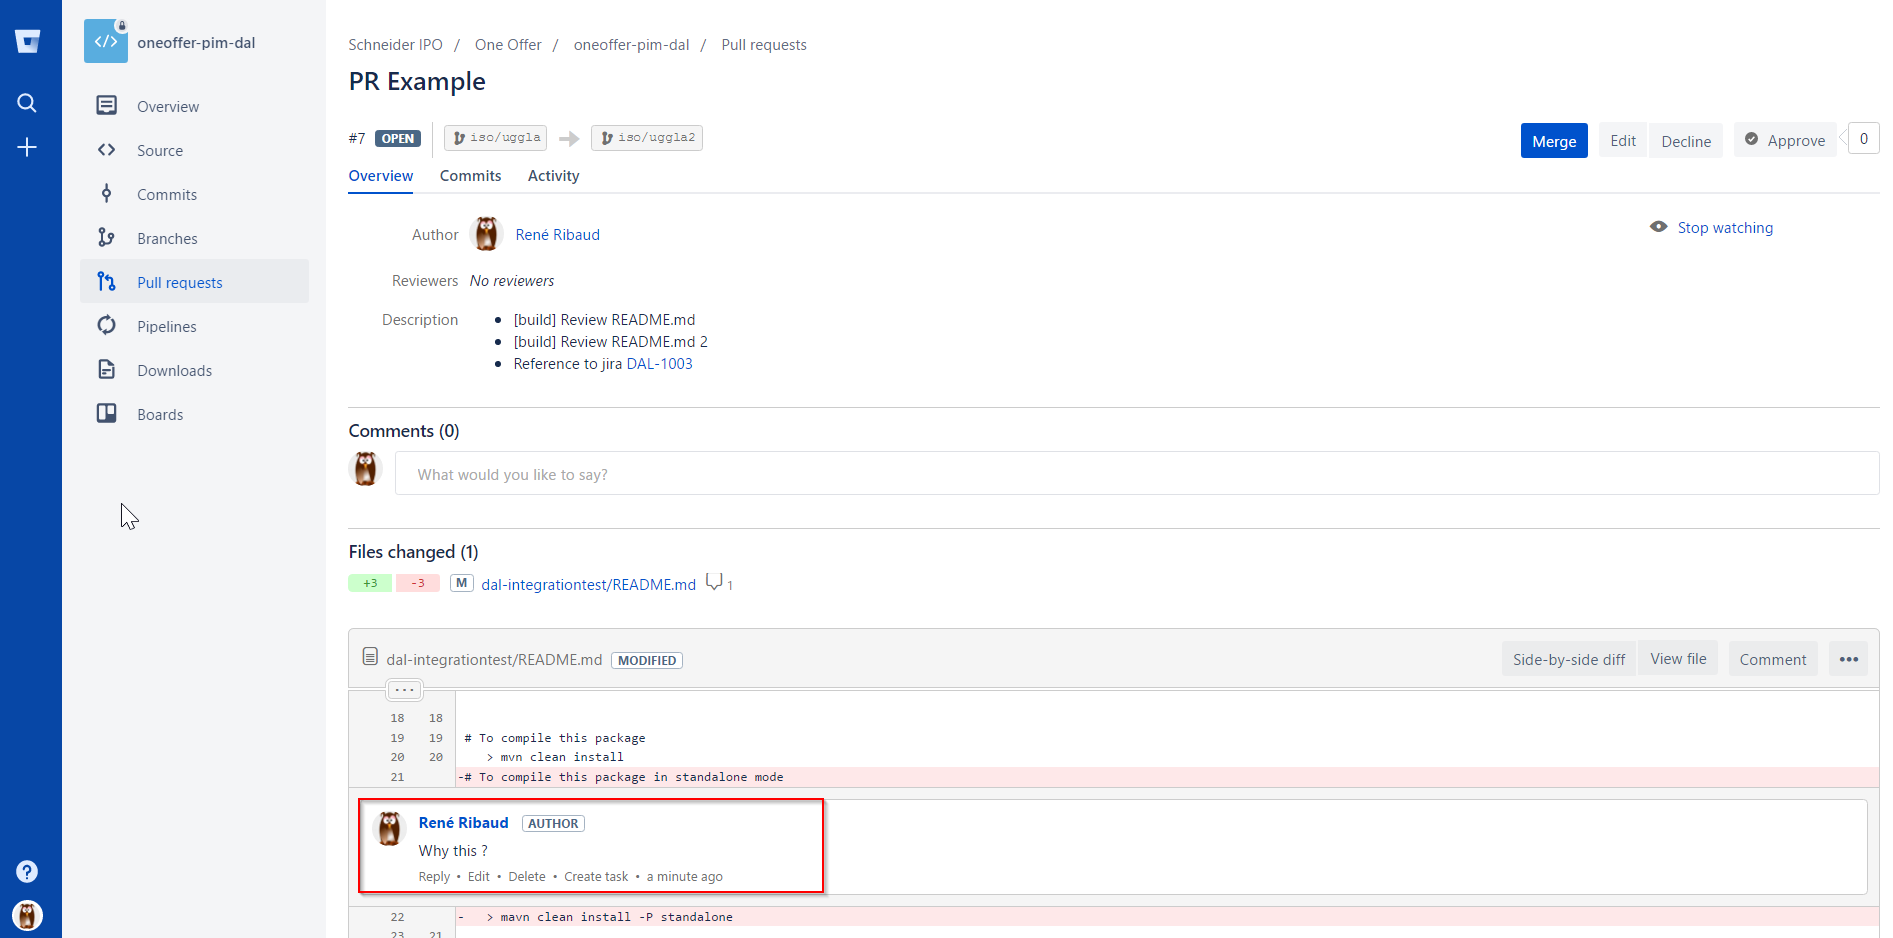 oneoffer-pim-dal
Overview
Source
Commits
Branches
Pull requests
Pipelines
Downloads
Boards
Schneider IPO / One Offer / oneoffer-pim-dal / Pull requests
PR Example
#7 OPEN iso/uggla iso/uggla2
Merge Edit Decline Approve 0
Overview Commits Activity
Author René Ribaud
Stop watching
Reviewers No reviewers
Description
• [build] Review README.md
• [build] Review README.md 2
• Reference to jira DAL-1003
Comments (0)
What would you like to say?
Files changed (1)
+3 -3 M dal-integrationtest/README.md 1
dal-integrationtest/README.md MODIFIED
Side-by-side diff View file Comment •••
...
18 18
19 19 # To compile this package
20 20 > mvn clean install
21 -# To compile this package in standalone mode
René Ribaud AUTHOR
Why this ?
Reply • Edit • Delete • Create task • a minute ago
22 - > mavn clean install -P standalone
23 21